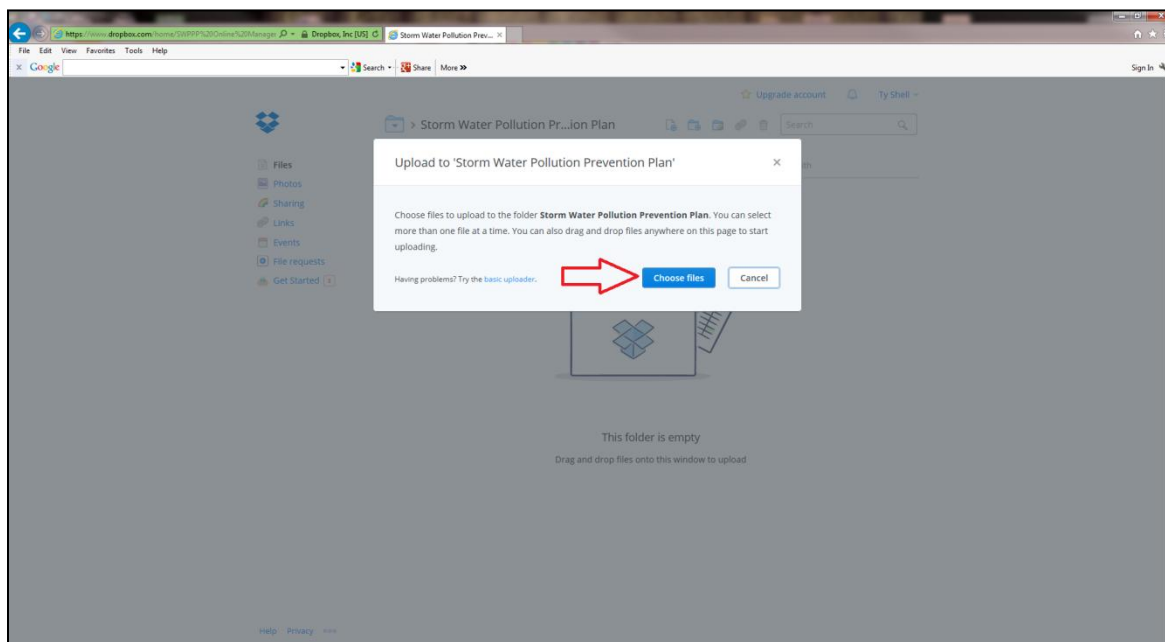 https://www.dropbox.com/home/SWPPP%20Online%20Manager Dropbox, Inc [US] Storm Water Pollution Prev...
File Edit View Favorites Tools Help
x Google Search Share More >> Sign In
Upgrade account Ty Shell
> Storm Water Pollution Pr...ion Plan Search
Upload to 'Storm Water Pollution Prevention Plan' ×
Files
Photos
Sharing
Links
Events
File requests
Get Started
Choose files to upload to the folder Storm Water Pollution Prevention Plan. You can select
more than one file at a time. You can also drag and drop files anywhere on this page to start
uploading.
Having problems? Try the basic uploader. Choose files Cancel
This folder is empty
Drag and drop files onto this window to upload
Help Privacy